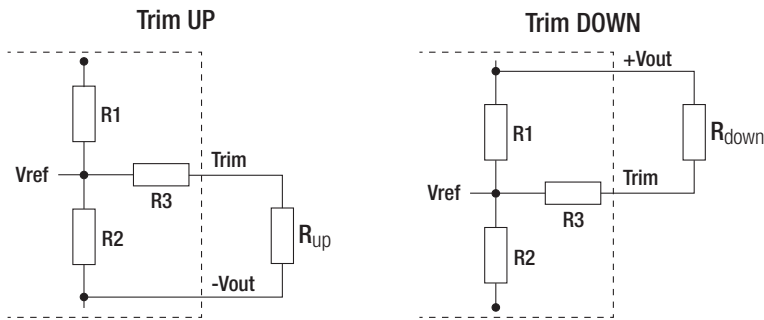 Trim UP
R1
Vref
Trim
R3
R2
Rup
-Vout
Trim DOWN
+Vout
R1
Rdown
Vref
Trim
R3
R2